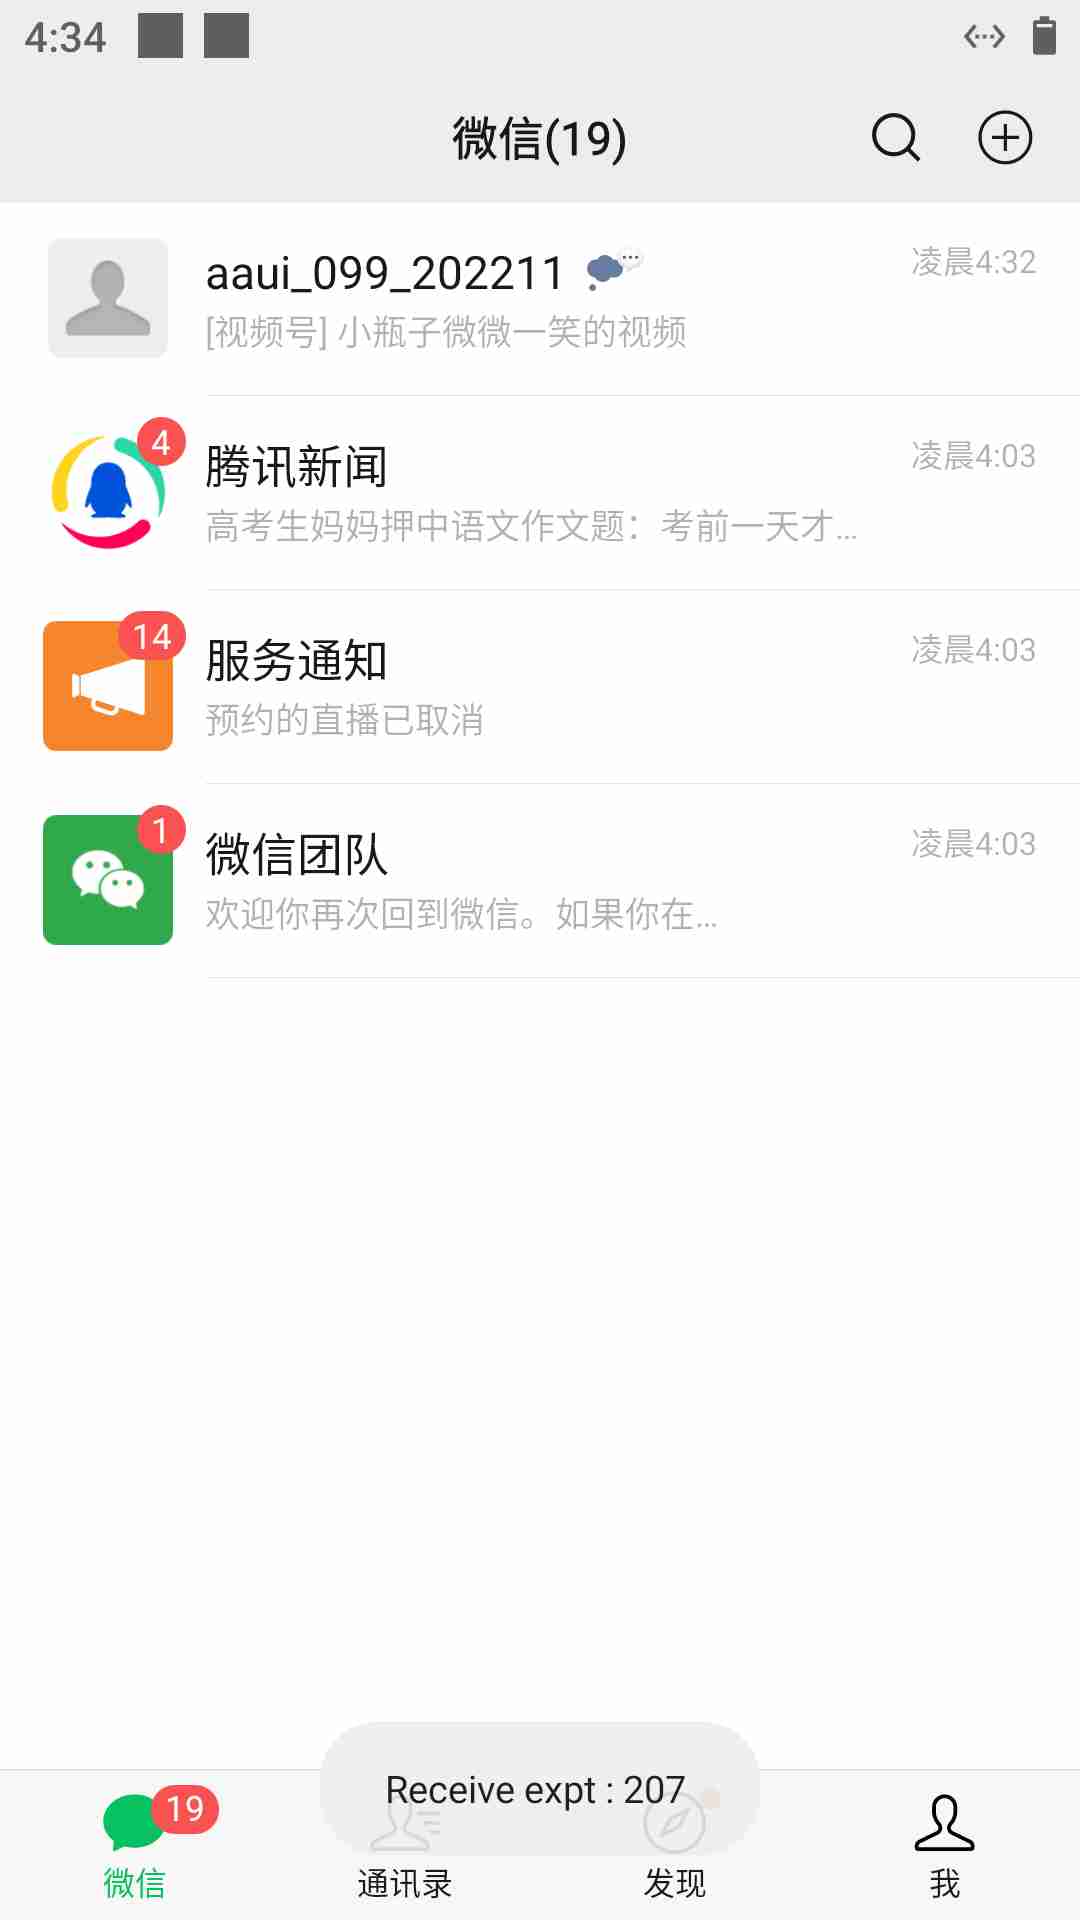 4:34
微信(19)
aaui_099_202211
凌晨4:32
[视频号] 小瓶子微微一笑的视频
4
腾讯新闻
凌晨4:03
高考生妈妈押中语文作文题：考前一天才...
14
服务通知
凌晨4:03
预约的直播已取消
1
微信团队
凌晨4:03
欢迎你再次回到微信。如果你在...
Receive expt : 207
19
微信
通讯录
发现
我